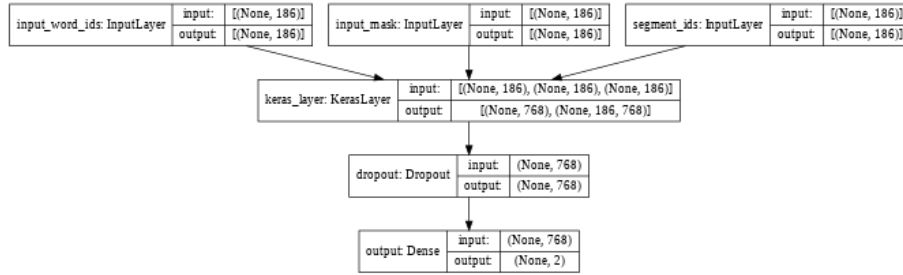 input_word_ids: InputLayer input: [(None, 186)]
output: [(None, 186)]
input_mask: InputLayer input: [(None, 186)]
output: [(None, 186)]
segment_ids: InputLayer input: [(None, 186)]
output: [(None, 186)]
keras_layer: KerasLayer input: [(None, 186), (None, 186), (None, 186)]
output: [(None, 768), (None, 186, 768)]
dropout: Dropout input: (None, 768)
output: (None, 768)
output: Dense input: (None, 768)
output: (None, 2)